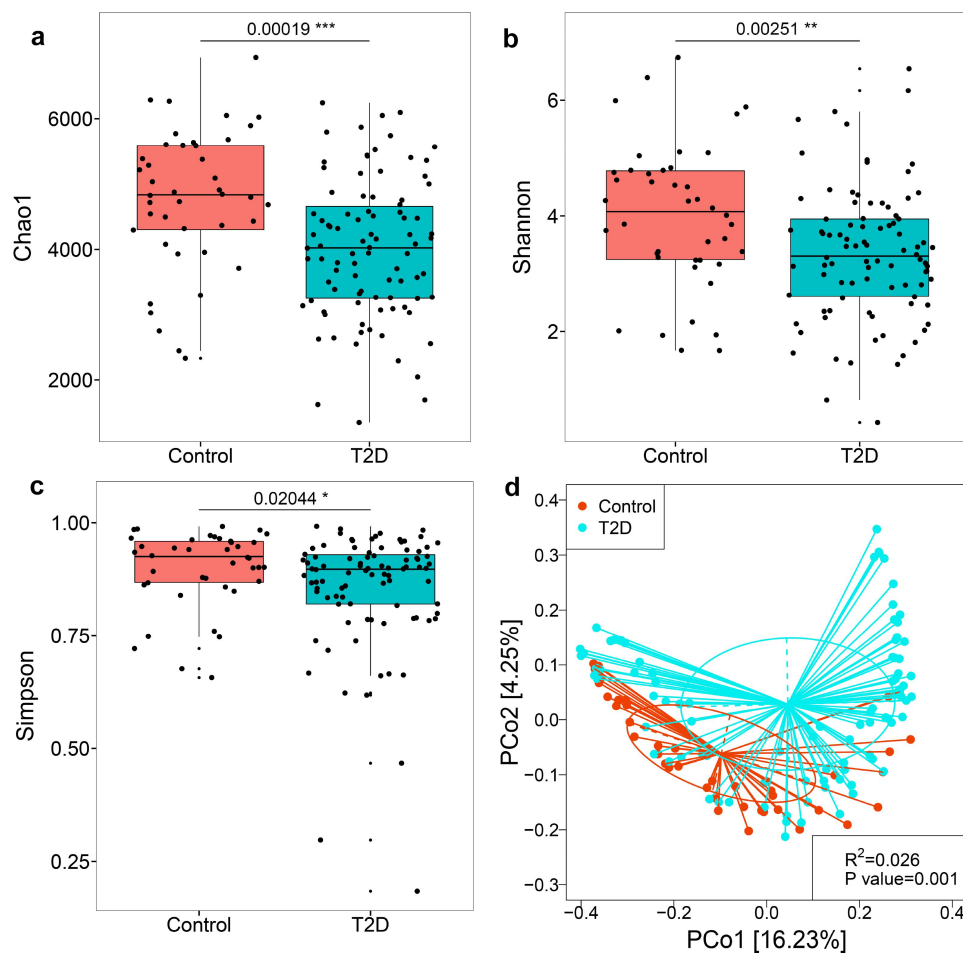 a
0.00019 ***
Chao1
6000
4000
2000
Control
T2D
b
0.00251 **
Shannon
6
4
2
Control
T2D
c
0.02044 *
Simpson
1.00
0.75
0.50
0.25
Control
T2D
d
Control
T2D
PCo2 [4.25%]
0.4
0.3
0.2
0.1
0.0
−0.1
−0.2
−0.3
R²=0.026
P value=0.001
−0.4
−0.2
0.0
0.2
0.4
PCo1 [16.23%]